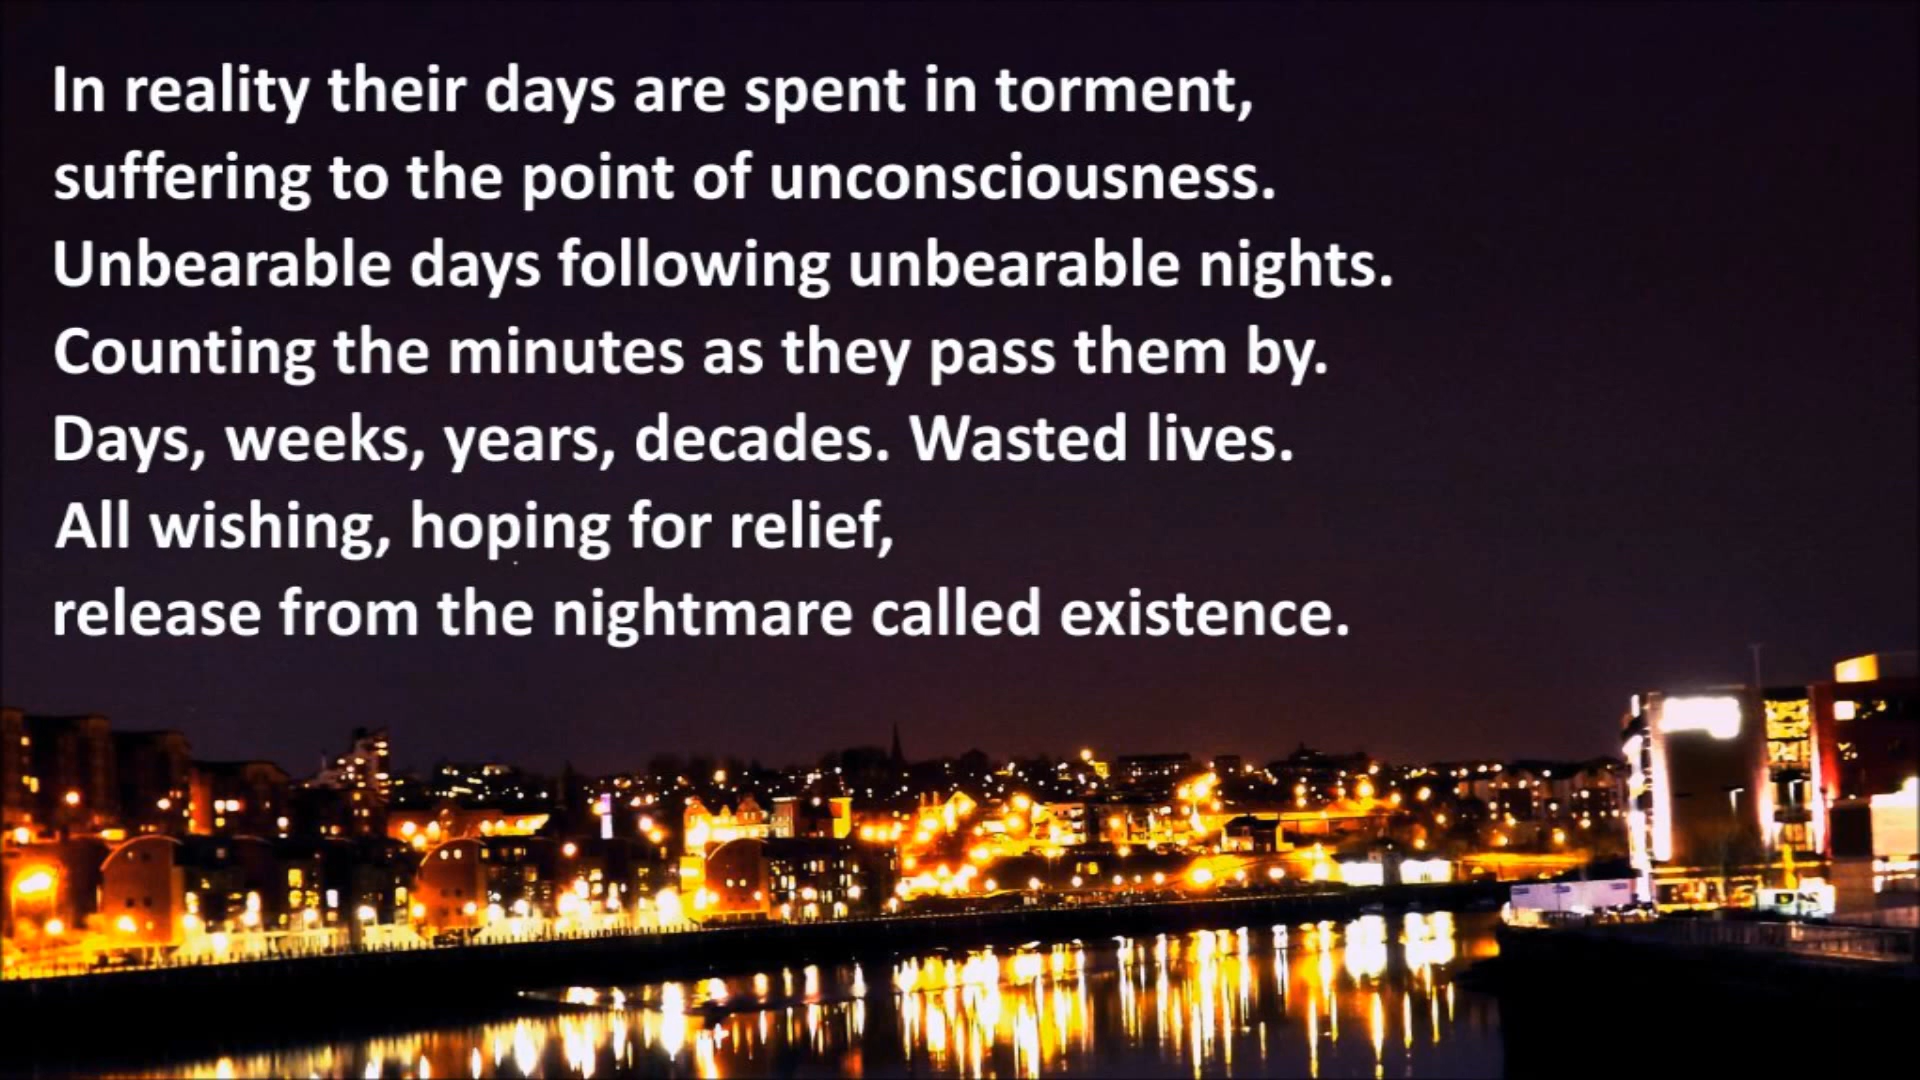 In reality their days are spent in torment,
suffering to the point of unconsciousness.
Unbearable days following unbearable nights.
Counting the minutes as they pass them by.
Days, weeks, years, decades. Wasted lives.
All wishing, hoping for relief,
release from the nightmare called existence.